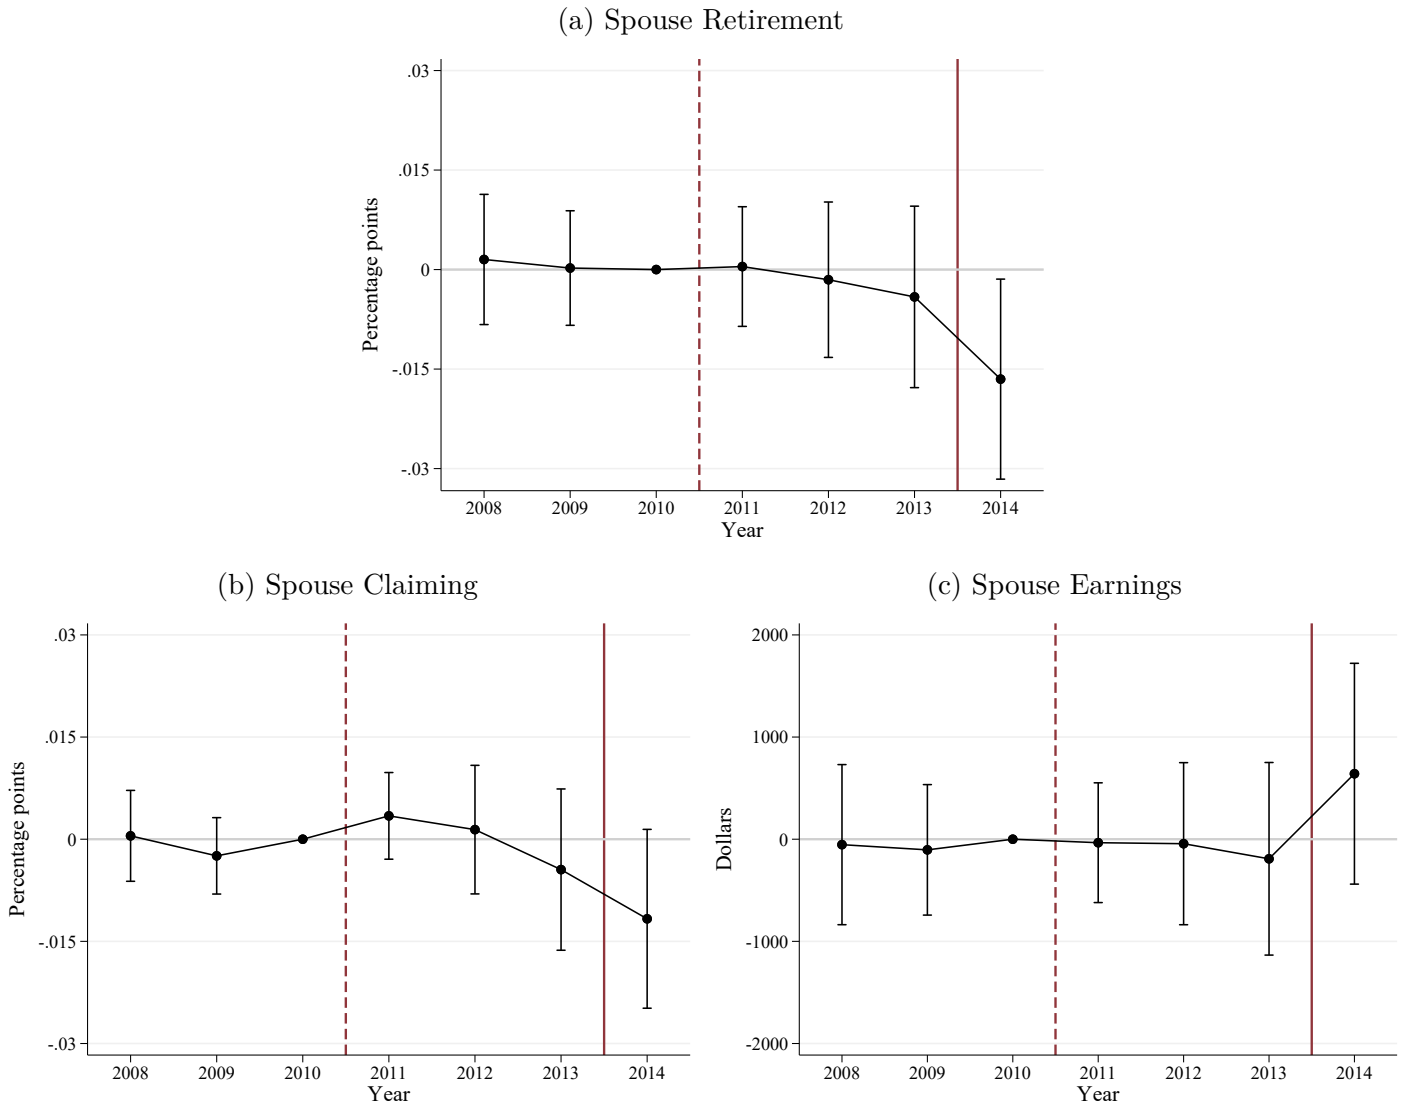 (a) Spouse Retirement
.03
.015
0
-.015
-.03
Percentage points
2008 2009 2010 2011 2012 2013 2014
Year
(b) Spouse Claiming
.03
.015
0
-.015
-.03
Percentage points
2008 2009 2010 2011 2012 2013 2014
Year
(c) Spouse Earnings
2000
1000
0
-1000
-2000
Dollars
2008 2009 2010 2011 2012 2013 2014
Year